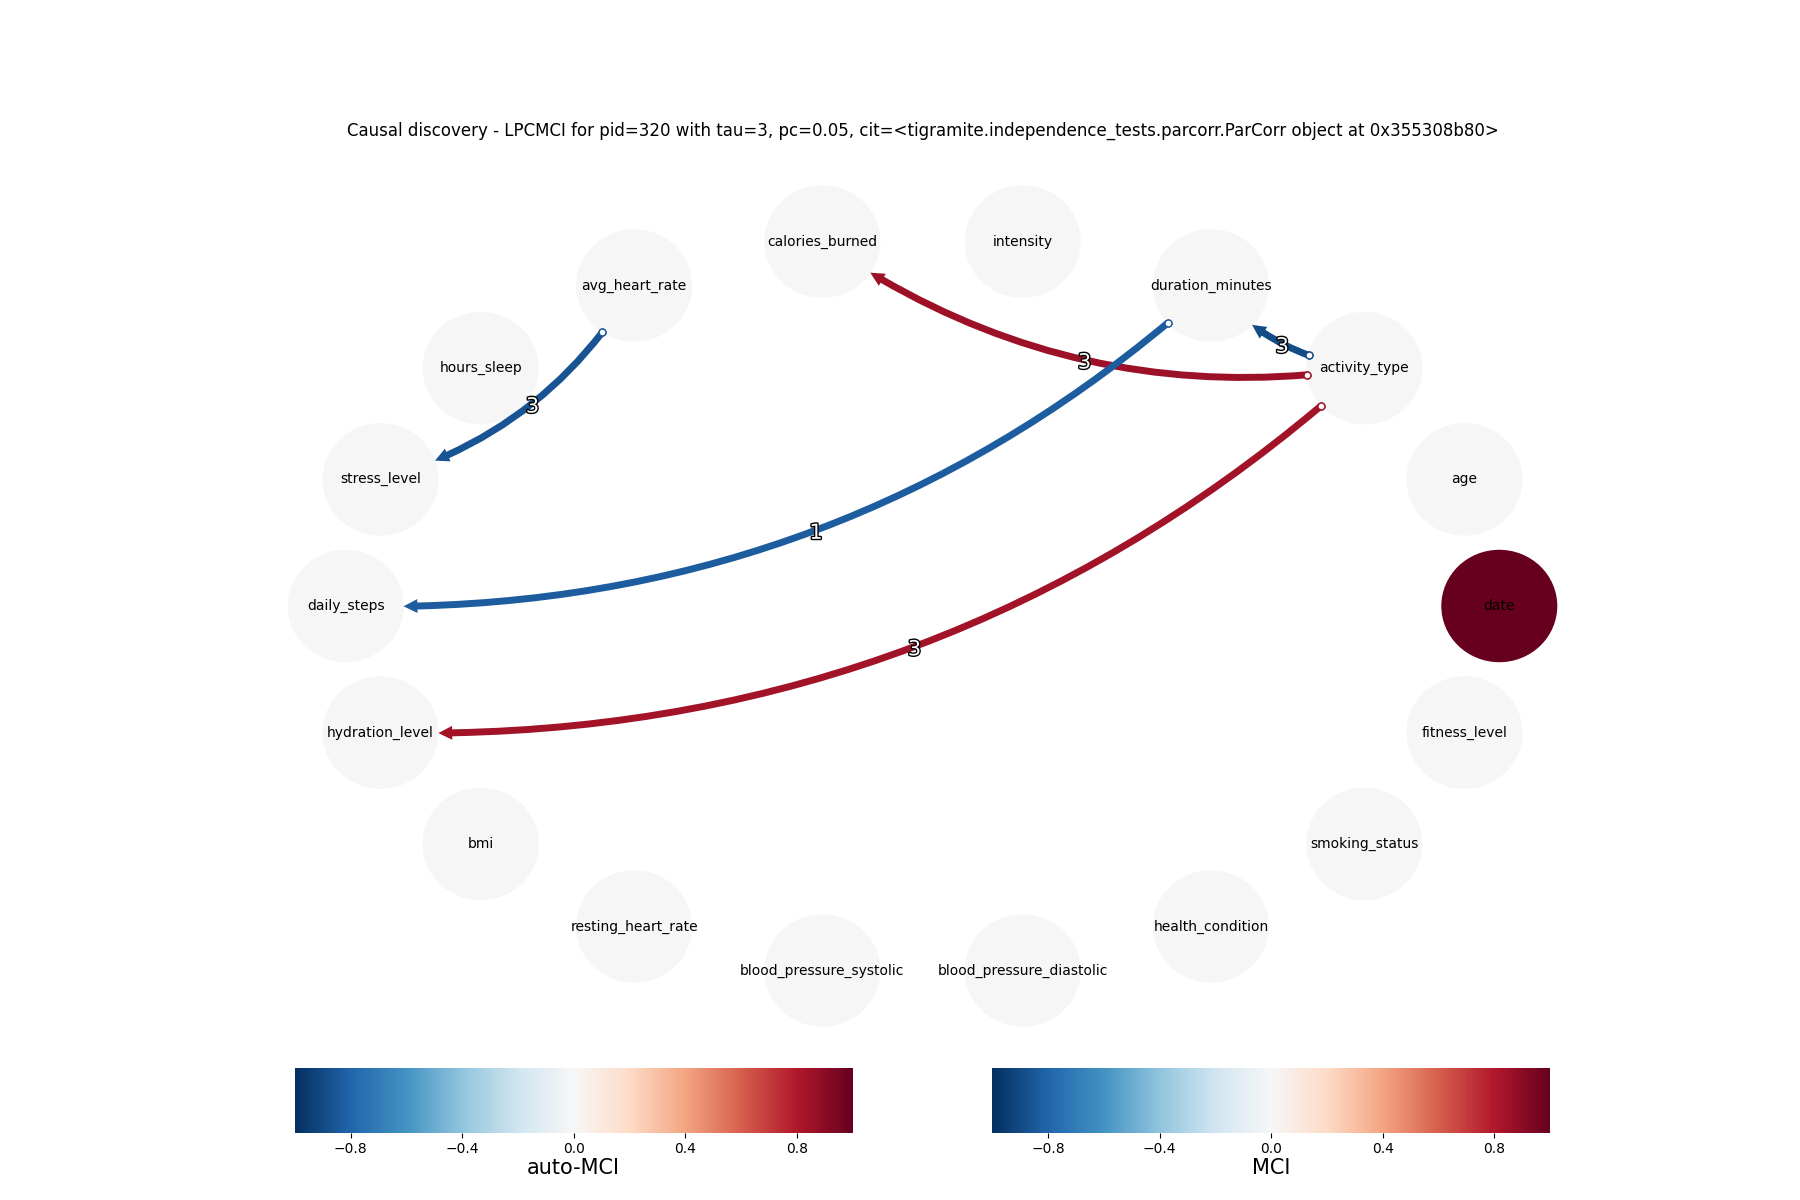 Causal discovery - LPCMCI for pid=320 with tau=3, pc=0.05, cit=<tigramite.independence_tests.parcorr.ParCorr object at 0x355308b80>
calories_burned
intensity
avg_heart_rate
duration_minutes
3
3
hours_sleep
activity_type
3
stress_level
age
1
daily_steps
date
3
hydration_level
fitness_level
bmi
smoking_status
resting_heart_rate
health_condition
blood_pressure_systolic
blood_pressure_diastolic
−0.8 −0.4 0.0 0.4 0.8
auto-MCI
−0.8 −0.4 0.0 0.4 0.8
MCI